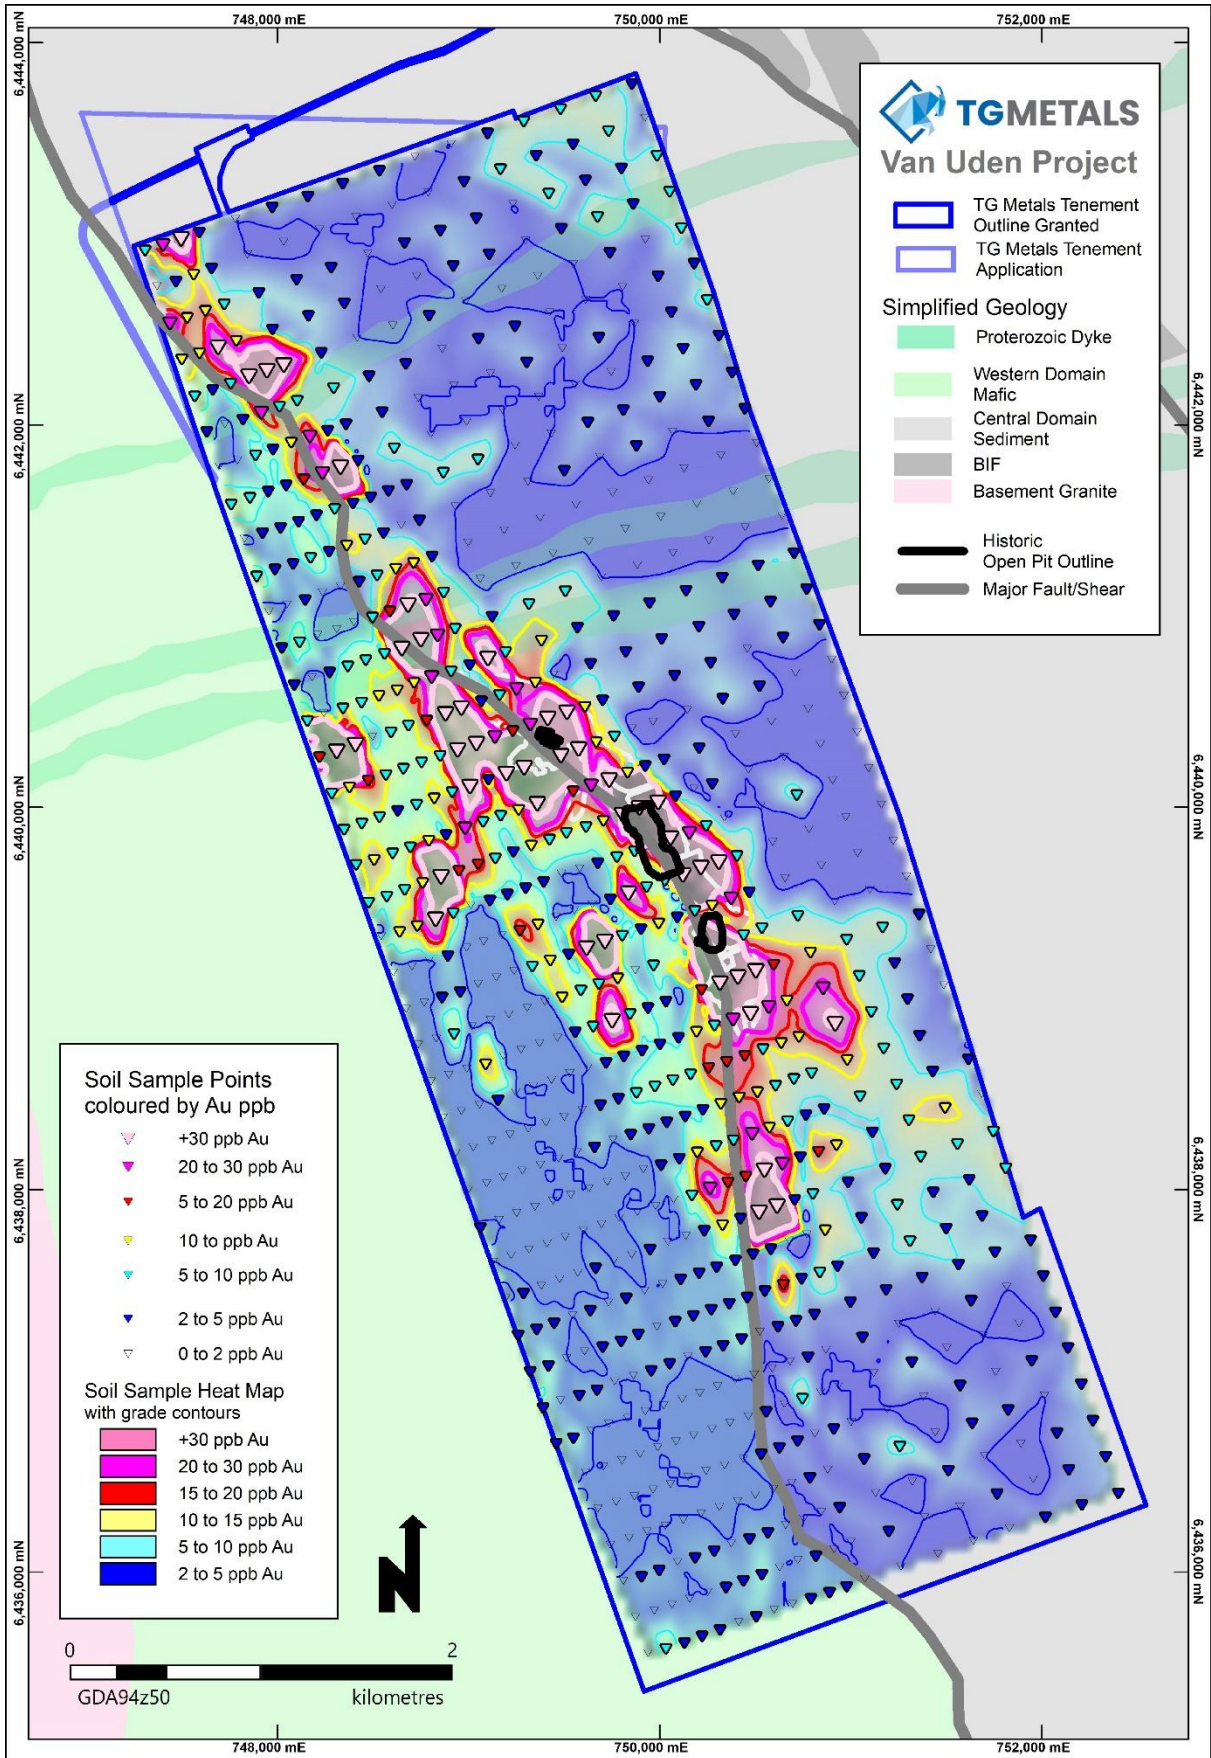 748,000 mE
750,000 mE
752,000 mE
6,444,000 mN
TGMETALS
Van Uden Project
TG Metals Tenement
Outline Granted
TG Metals Tenement
Application
Simplified Geology
Proterozoic Dyke
Western Domain
Mafic
Central Domain
Sediment
BIF
Basement Granite
Historic
Open Pit Outline
Major Fault/Shear
6,442,000 mN
6,442,000 mN
6,440,000 mN
6,440,000 mN
6,438,000 mN
6,438,000 mN
Soil Sample Points
coloured by Au ppb
+30 ppb Au
20 to 30 ppb Au
5 to 20 ppb Au
10 to ppb Au
5 to 10 ppb Au
2 to 5 ppb Au
0 to 2 ppb Au
Soil Sample Heat Map
with grade contours
+30 ppb Au
20 to 30 ppb Au
15 to 20 ppb Au
10 to 15 ppb Au
5 to 10 ppb Au
2 to 5 ppb Au
6,436,000 mN
6,436,000 mN
N
0
2
GDA94z50
kilometres
748,000 mE
750,000 mE
752,000 mE